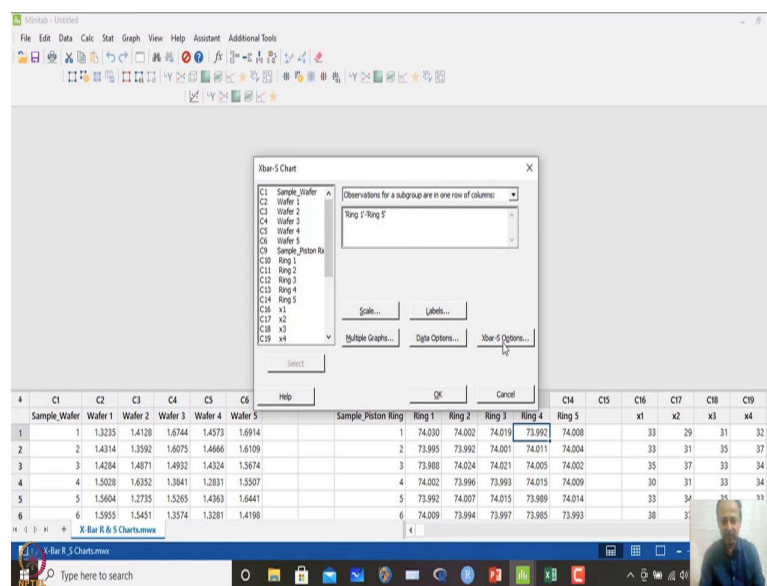 Minitab - Untitled
File Edit Data Calc Stat Graph View Help Assistant Additional Tools
Xbar-S Chart
C1 Sample_Wafer
C2 Wafer 1
C3 Wafer 2
C4 Wafer 3
C5 Wafer 4
C6 Wafer 5
C9 Sample_Piston Ri
C10 Ring 1
C11 Ring 2
C12 Ring 3
C13 Ring 4
C14 Ring 5
C16 x1
C17 x2
C18 x3
C19 x4
Observations for a subgroup are in one row of columns:
'Ring 1'-'Ring 5'
Scale... Labels...
Multiple Graphs... Data Options... Xbar-S Options...
Select
Help OK Cancel
C1 C2 C3 C4 C5 C6 C14 C15 C16 C17 C18 C19
Sample_Wafer Wafer 1 Wafer 2 Wafer 3 Wafer 4 Wafer 5 Sample_Piston Ring Ring 1 Ring 2 Ring 3 Ring 4 Ring 5 x1 x2 x3 x4
1 1 1.3235 1.4128 1.6744 1.4573 1.6914 1 74.030 74.002 74.019 73.992 74.008 33 29 31 32
2 2 1.4314 1.3592 1.6075 1.4666 1.6109 2 73.995 73.992 74.001 74.011 74.004 33 31 35 37
3 3 1.4284 1.4871 1.4932 1.4324 1.5674 3 73.988 74.024 74.021 74.005 74.002 35 37 33 34
4 4 1.5028 1.6352 1.3841 1.2831 1.5507 4 74.002 73.996 73.993 74.015 74.009 30 31 33 34
5 5 1.5604 1.2735 1.5265 1.4363 1.6441 5 73.992 74.007 74.015 73.989 74.014 33 34 35 33
6 6 1.5955 1.5451 1.3574 1.3281 1.4198 6 74.009 73.994 73.997 73.985 73.993 38
X-Bar R & S Charts.mwx
X-Bar R _S Charts.mwx
Type here to search
NPTEL